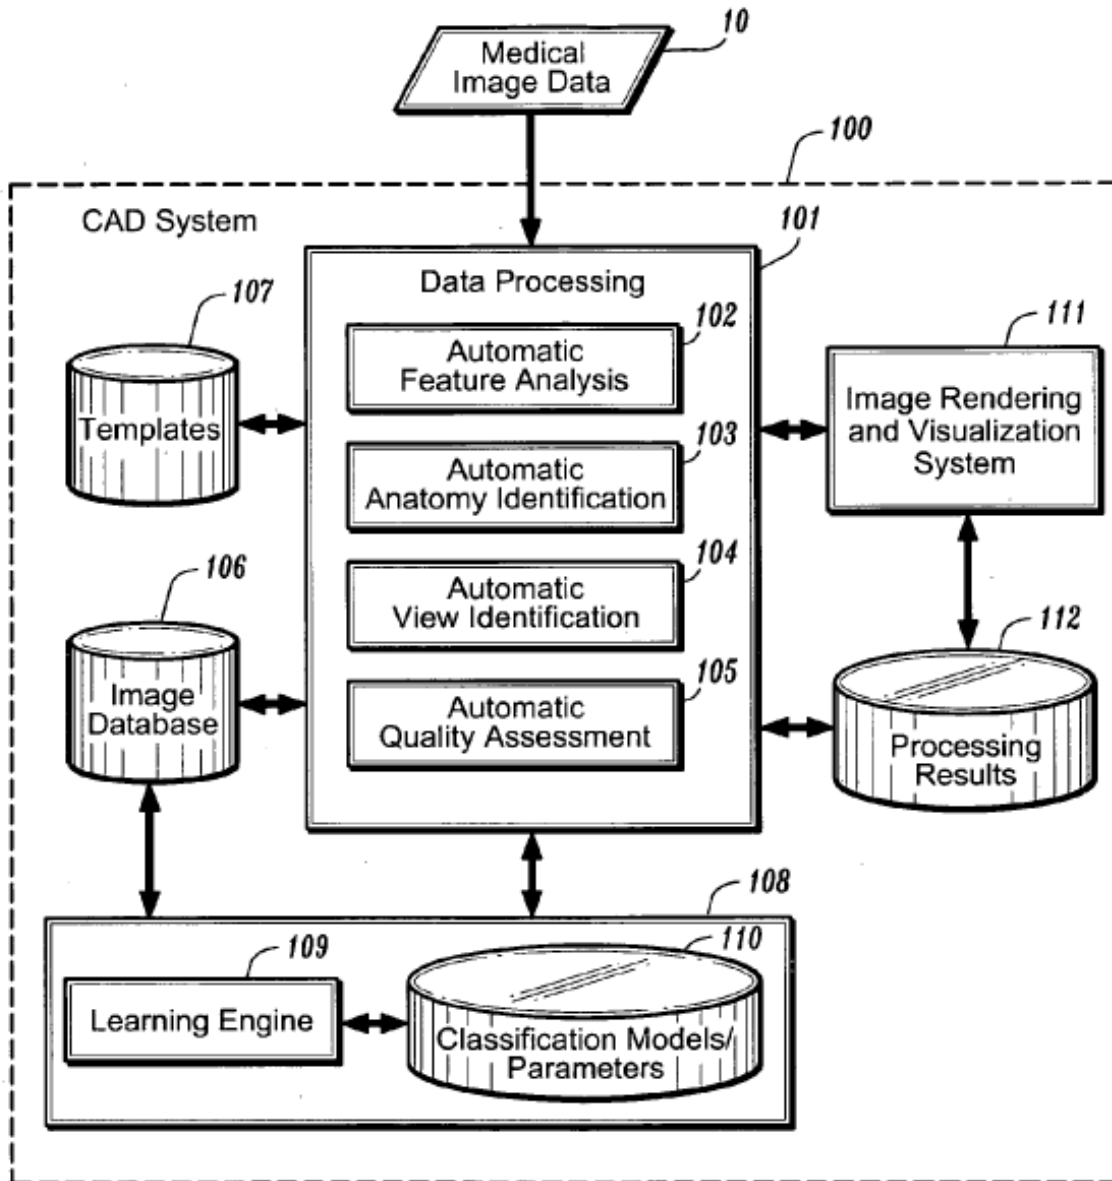 10
Medical
Image Data
100
CAD System
101
Data Processing
107
Templates
102
Automatic
Feature Analysis
103
Automatic
Anatomy Identification
104
Automatic
View Identification
105
Automatic
Quality Assessment
111
Image Rendering
and Visualization
System
106
Image
Database
112
Processing
Results
108
109
Learning Engine
110
Classification Models/
Parameters